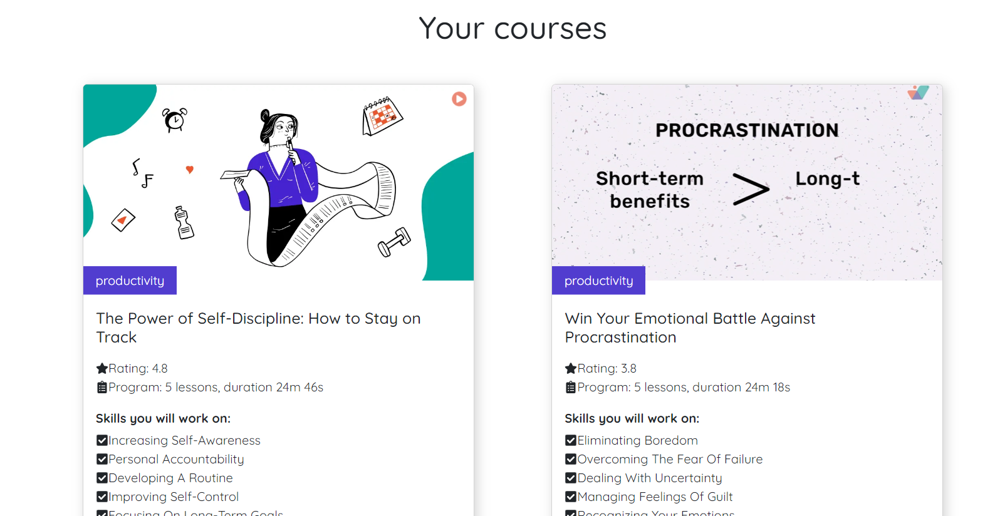 Your courses
productivity
The Power of Self-Discipline: How to Stay on
Track
Rating: 4.8
Program: 5 lessons, duration 24m 46s
Skills you will work on:
Increasing Self-Awareness
Personal Accountability
Developing A Routine
Improving Self-Control
Focusing On Long-Term Goals
PROCRASTINATION
Short-term
benefits
>
Long-t
productivity
Win Your Emotional Battle Against
Procrastination
Rating: 3.8
Program: 5 lessons, duration 24m 18s
Skills you will work on:
Eliminating Boredom
Overcoming The Fear Of Failure
Dealing With Uncertainty
Managing Feelings Of Guilt
Recognizing Your Emotions